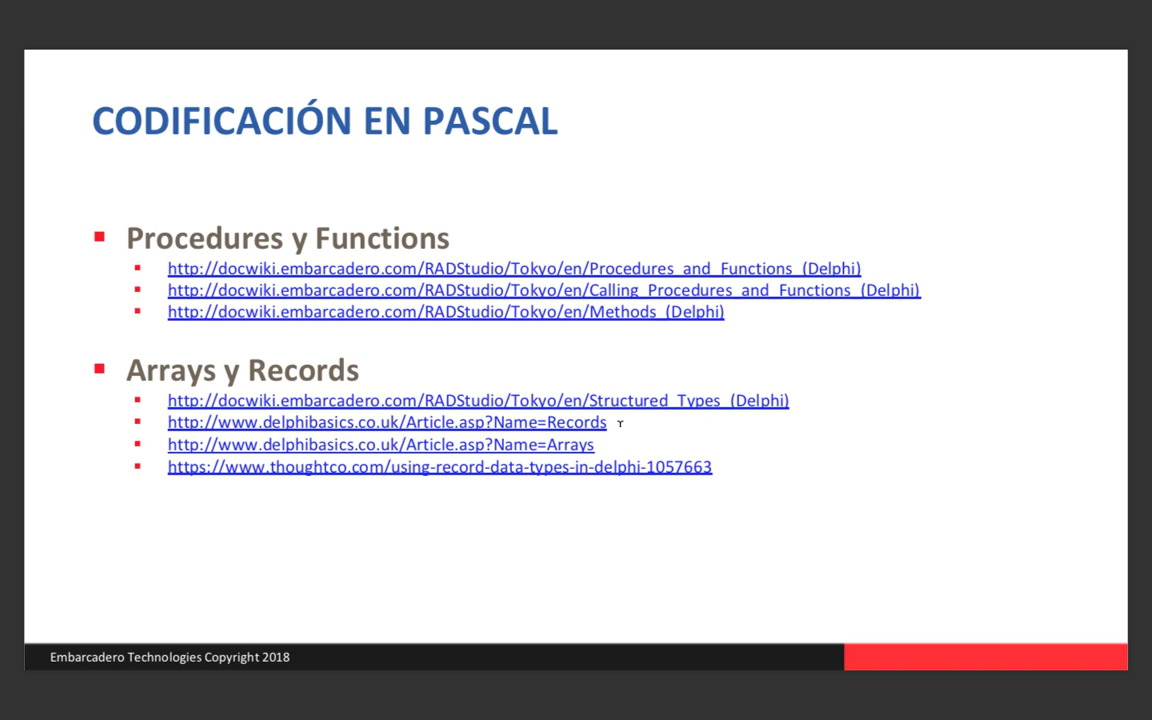 CODIFICACIÓN EN PASCAL
Procedures y Functions
http://docwiki.embarcadero.com/RADStudio/Tokyo/en/Procedures_and_Functions_(Delphi)
http://docwiki.embarcadero.com/RADStudio/Tokyo/en/Calling_Procedures_and_Functions_(Delphi)
http://docwiki.embarcadero.com/RADStudio/Tokyo/en/Methods_(Delphi)
Arrays y Records
http://docwiki.embarcadero.com/RADStudio/Tokyo/en/Structured_Types_(Delphi)
http://www.delphibasics.co.uk/Article.asp?Name=Records
http://www.delphibasics.co.uk/Article.asp?Name=Arrays
https://www.thoughtco.com/using-record-data-types-in-delphi-1057663
Embarcadero Technologies Copyright 2018